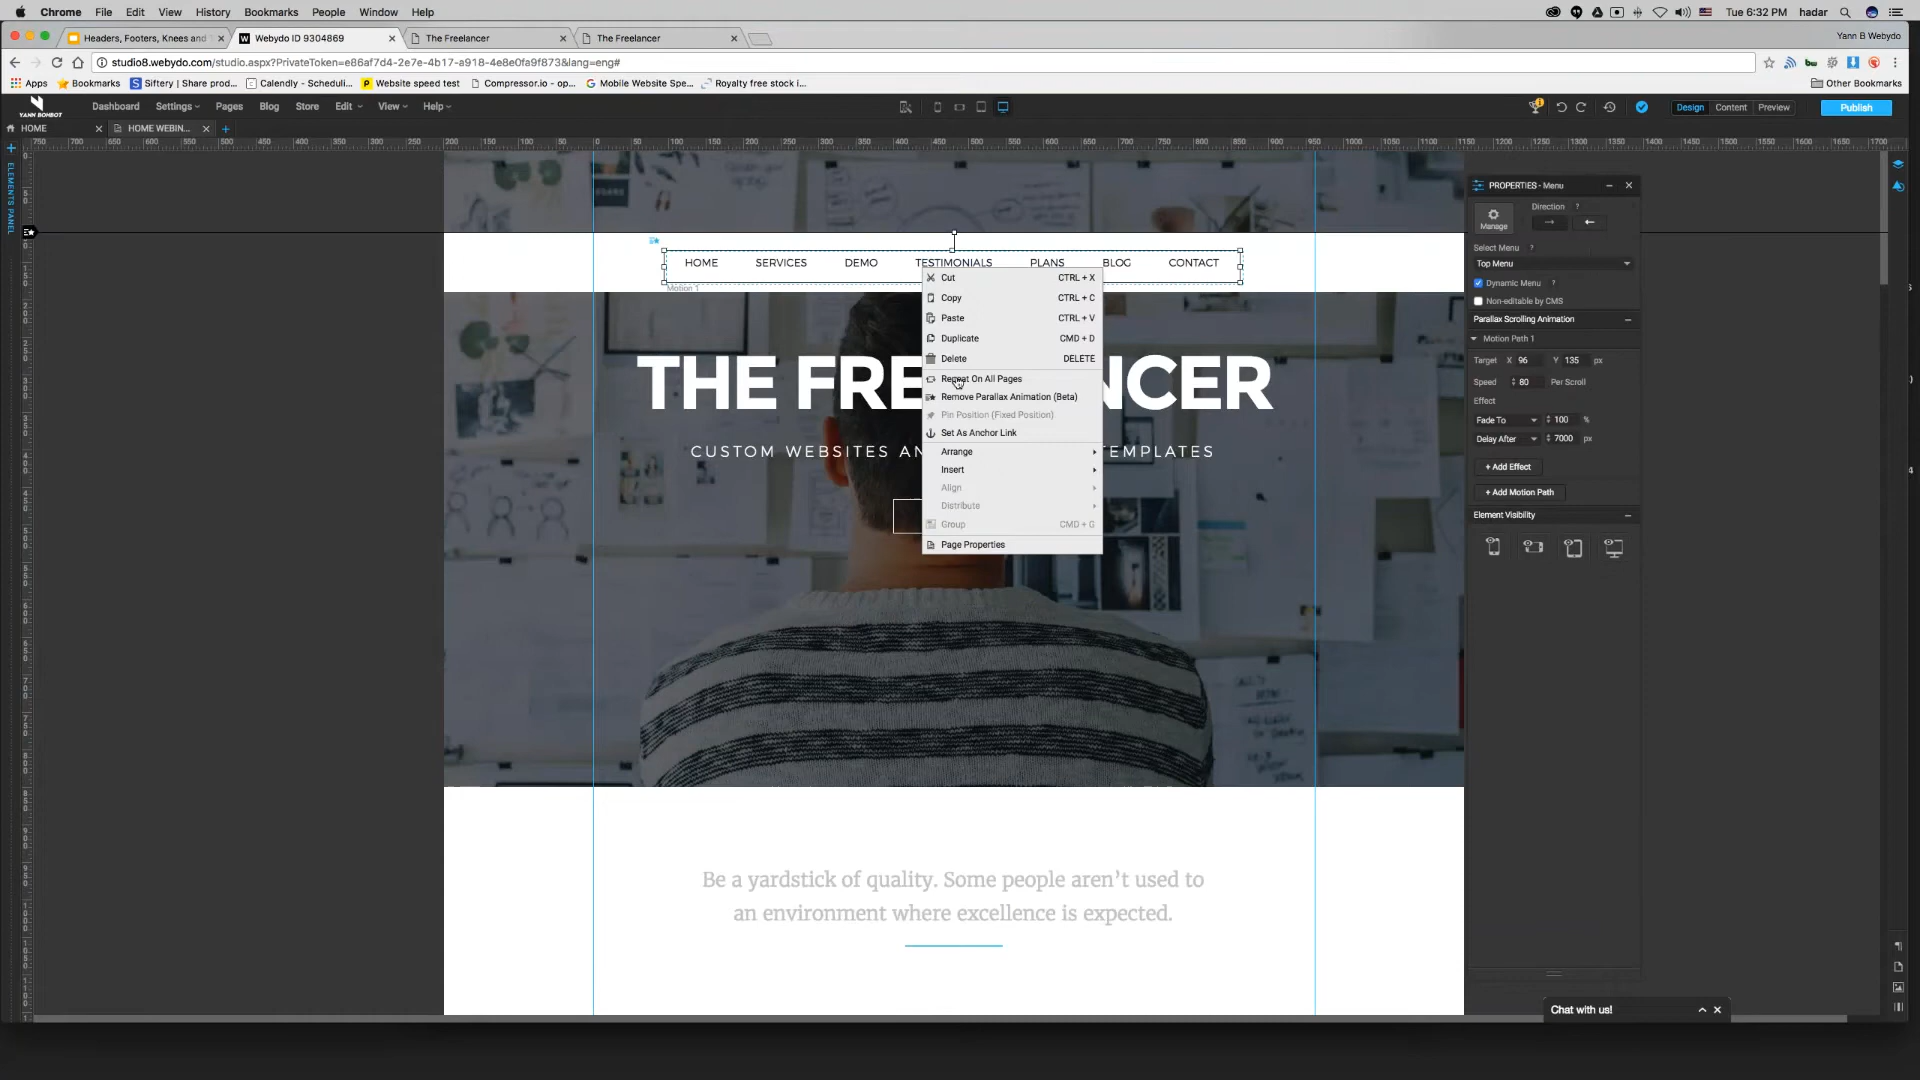 Chrome File Edit View History Bookmarks People Window Help
Tue 6:32 PM hadar
Headers, Footers, Knees and
Webydo ID 9304869
The Freelancer
The Freelancer
Yann B Webydo
studio8.webydo.com/studio.aspx?PrivateToken=e86af7d4-2e7e-4b17-a918-4e8e0fa9f873&lang=eng#
Apps Bookmarks Siftery | Share prod... Calendly - Scheduli... Website speed test Compressor.io - op... Mobile Website Spe... Royalty free stock i... Other Bookmarks
YANN BONBOT
Dashboard Settings Pages Blog Store Edit View Help
Design Content Preview Publish
HOME
HOME WEBIN...
ELEMENTS PANEL
HOME SERVICES DEMO TESTIMONIALS PLANS BLOG CONTACT
Motion 1
THE FRE
NCER
CUSTOM WEBSITES AN
EMPLATES
Cut CTRL + X
Copy CTRL + C
Paste CTRL + V
Duplicate CMD + D
Delete DELETE
Repeat On All Pages
Remove Parallax Animation (Beta)
Pin Position (Fixed Position)
Set As Anchor Link
Arrange
Insert
Align
Distribute
Group CMD + G
Page Properties
PROPERTIES - Menu
Manage
Direction ?
Select Menu ?
Top Menu
Dynamic Menu ?
Non-editable by CMS
Parallax Scrolling Animation
Motion Path 1
Target X 96 Y 135 px
Speed 80 Per Scroll
Effect
Fade To 100 %
Delay After 7000 px
+ Add Effect
+ Add Motion Path
Element Visibility
Be a yardstick of quality. Some people aren't used to
an environment where excellence is expected.
Chat with us!